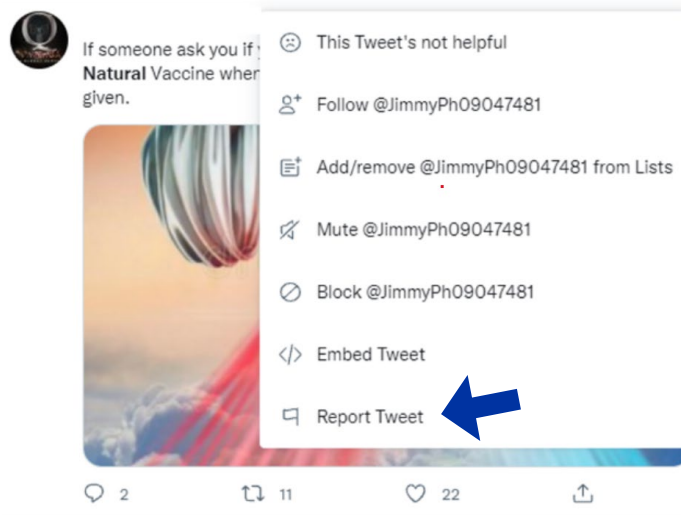 If someone ask you if
Natural Vaccine when
given.
This Tweet's not helpful
Follow @JimmyPh09047481
Add/remove @JimmyPh09047481 from Lists
Mute @JimmyPh09047481
Block @JimmyPh09047481
Embed Tweet
Report Tweet
2 11 22